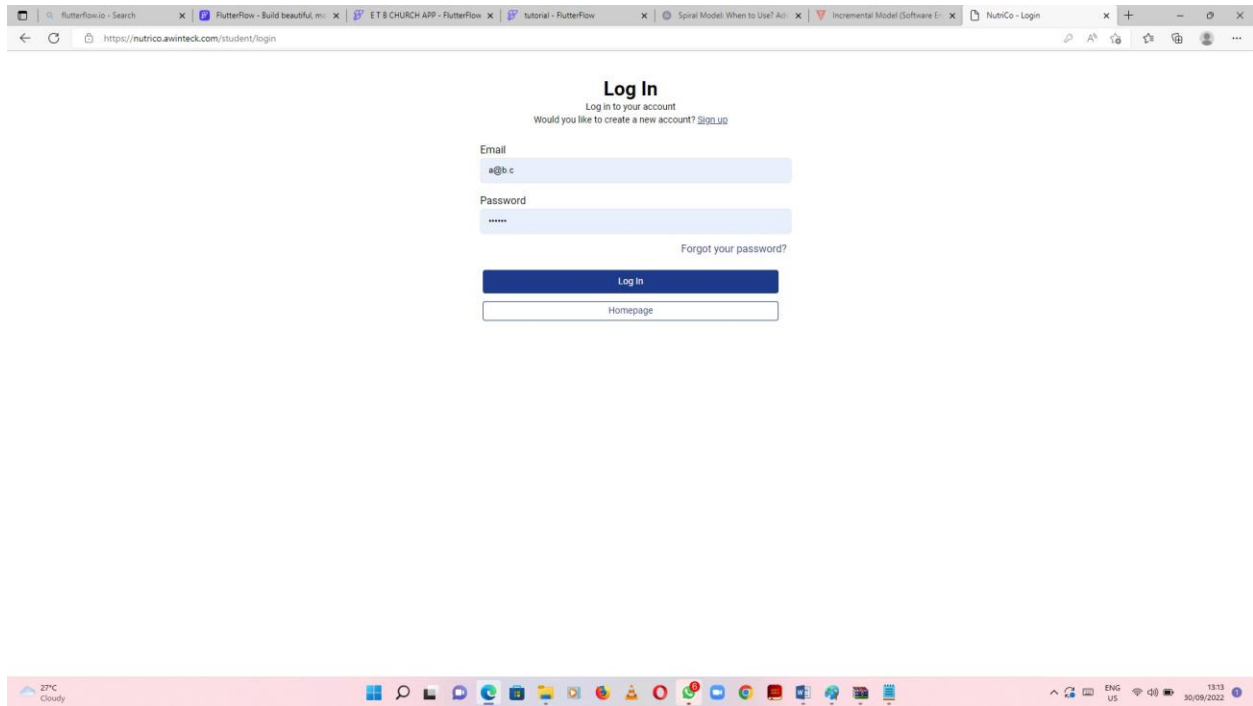 flutterflow.io - Search
FlutterFlow - Build beautiful, mo
E T B CHURCH APP - FlutterFlow
tutorial - FlutterFlow
Spiral Model: When to Use? Adv
Incremental Model (Software En
NutriCo - Login
https://nutrico.awinteck.com/student/login
Log In
Log in to your account
Would you like to create a new account? Sign up
Email
a@b.c
Password
••••••
Forgot your password?
Log In
Homepage
27°C
Cloudy
6
ENG
US
13:13
30/09/2022